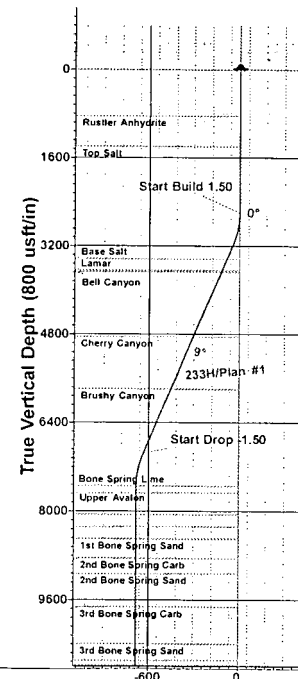 True Vertical Depth (800 usft/in)
0
Rustler Anhydrite
Top Salt
1600
Start Build 1.50
0°
3200
Base Salt
Lamar
Bell Canyon
4800
Cherry Canyon
9°
233H/Plan #1
Brushy Canyon
6400
Start Drop -1.50
Bone Spring Lime
Upper Avalon
8000
1st Bone Spring Sand
2nd Bone Spring Carb
2nd Bone Spring Sand
9600
3rd Bone Spring Carb
3rd Bone Spring Sand
-600
0